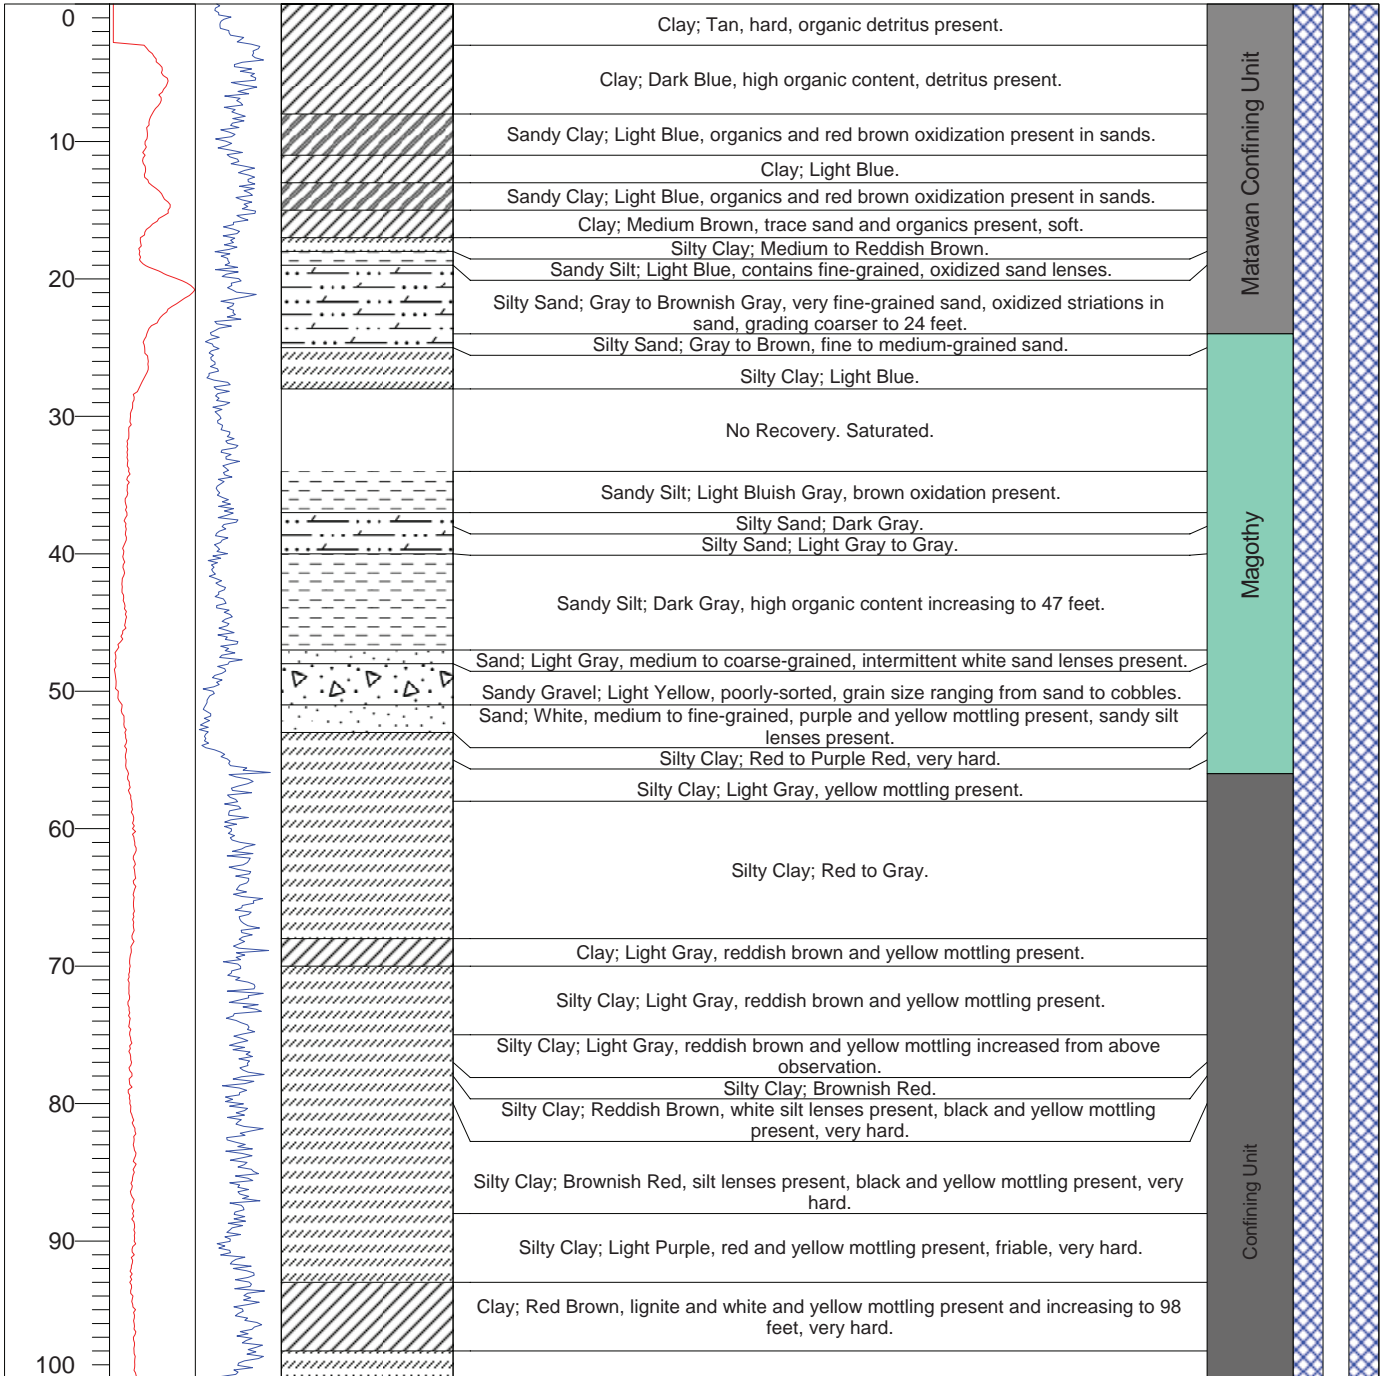 0
Clay; Tan, hard, organic detritus present.
Clay; Dark Blue, high organic content, detritus present.
10
Sandy Clay; Light Blue, organics and red brown oxidization present in sands.
Clay; Light Blue.
Sandy Clay; Light Blue, organics and red brown oxidization present in sands.
Clay; Medium Brown, trace sand and organics present, soft.
Silty Clay; Medium to Reddish Brown.
Sandy Silt; Light Blue, contains fine-grained, oxidized sand lenses.
20
Silty Sand; Gray to Brownish Gray, very fine-grained sand, oxidized striations in
sand, grading coarser to 24 feet.
Matawan Confining Unit
Silty Sand; Gray to Brown, fine to medium-grained sand.
Silty Clay; Light Blue.
30
No Recovery. Saturated.
Sandy Silt; Light Bluish Gray, brown oxidation present.
Silty Sand; Dark Gray.
40
Silty Sand; Light Gray to Gray.
Magothy
Sandy Silt; Dark Gray, high organic content increasing to 47 feet.
Sand; Light Gray, medium to coarse-grained, intermittent white sand lenses present.
50
Sandy Gravel; Light Yellow, poorly-sorted, grain size ranging from sand to cobbles.
Sand; White, medium to fine-grained, purple and yellow mottling present, sandy silt
lenses present.
Silty Clay; Red to Purple Red, very hard.
Silty Clay; Light Gray, yellow mottling present.
60
Silty Clay; Red to Gray.
Clay; Light Gray, reddish brown and yellow mottling present.
70
Silty Clay; Light Gray, reddish brown and yellow mottling present.
Silty Clay; Light Gray, reddish brown and yellow mottling increased from above
observation.
Silty Clay; Brownish Red.
80
Silty Clay; Reddish Brown, white silt lenses present, black and yellow mottling
present, very hard.
Silty Clay; Brownish Red, silt lenses present, black and yellow mottling present, very
hard.
Confining Unit
90
Silty Clay; Light Purple, red and yellow mottling present, friable, very hard.
Clay; Red Brown, lignite and white and yellow mottling present and increasing to 98
feet, very hard.
100